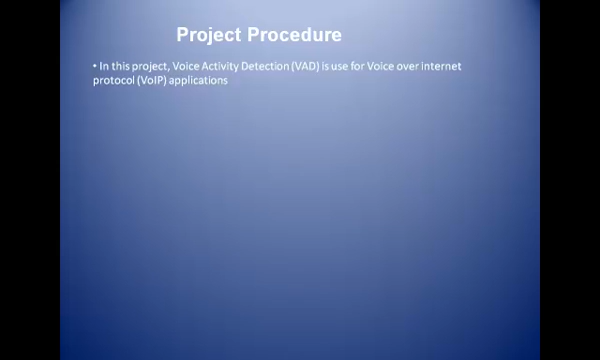 Project Procedure
• In this project, Voice Activity Detection (VAD) is use for Voice over internet
protocol (VoIP) applications